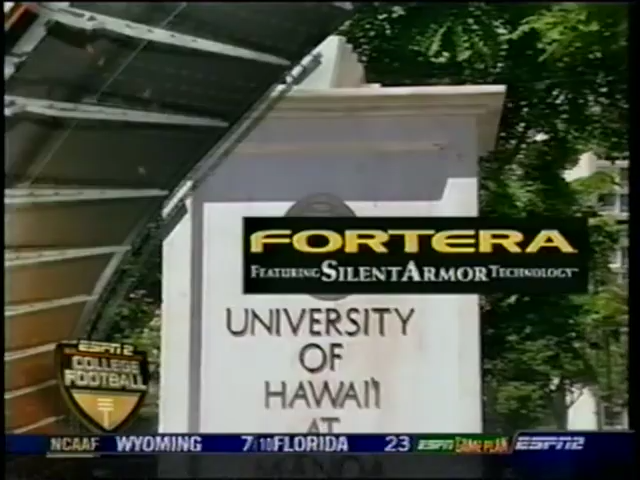 FORTERA
FEATURING SILENTARMOR TECHNOLOGY
UNIVERSITY
OF
HAWAI'I
AT
MANOA
ESPN2
COLLEGE
FOOTBALL
NCAAF WYOMING 7 10 FLORIDA 23 ESPN GAME PLAN ESPN2